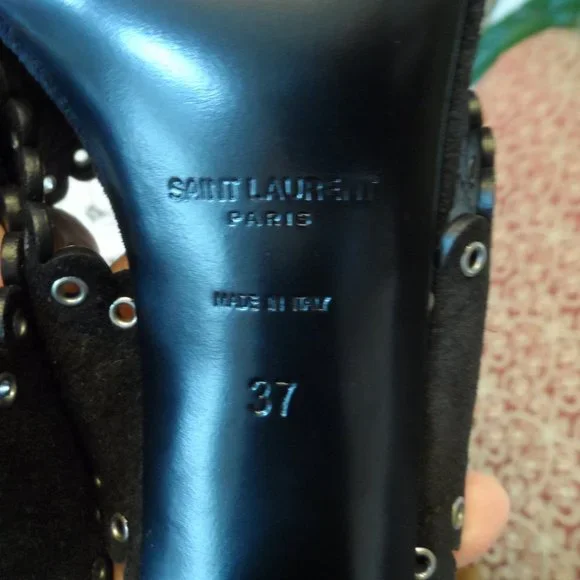 SAINT LAURENT
PARIS
MADE IN ITALY
37